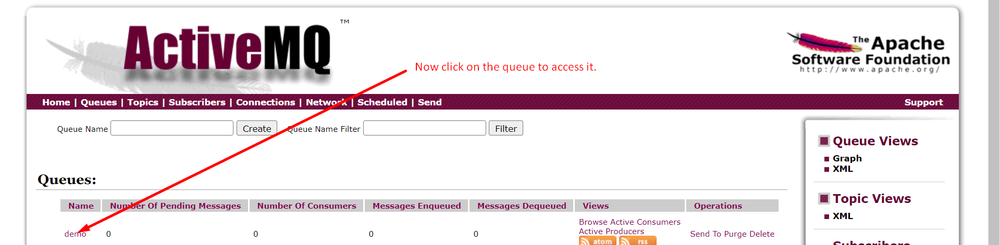 ActiveMQ ™
The Apache
Software Foundation
http://www.apache.org/
Now click on the queue to access it.
Home | Queues | Topics | Subscribers | Connections | Network | Scheduled | Send
Support
Queue Name Create Queue Name Filter Filter
Queues:
Name Number Of Pending Messages Number Of Consumers Messages Enqueued Messages Dequeued Views Operations
demo 0 0 0 0
Browse Active Consumers
Active Producers
atom rss
Send To Purge Delete
Queue Views
Graph
XML
Topic Views
XML
Subscribers